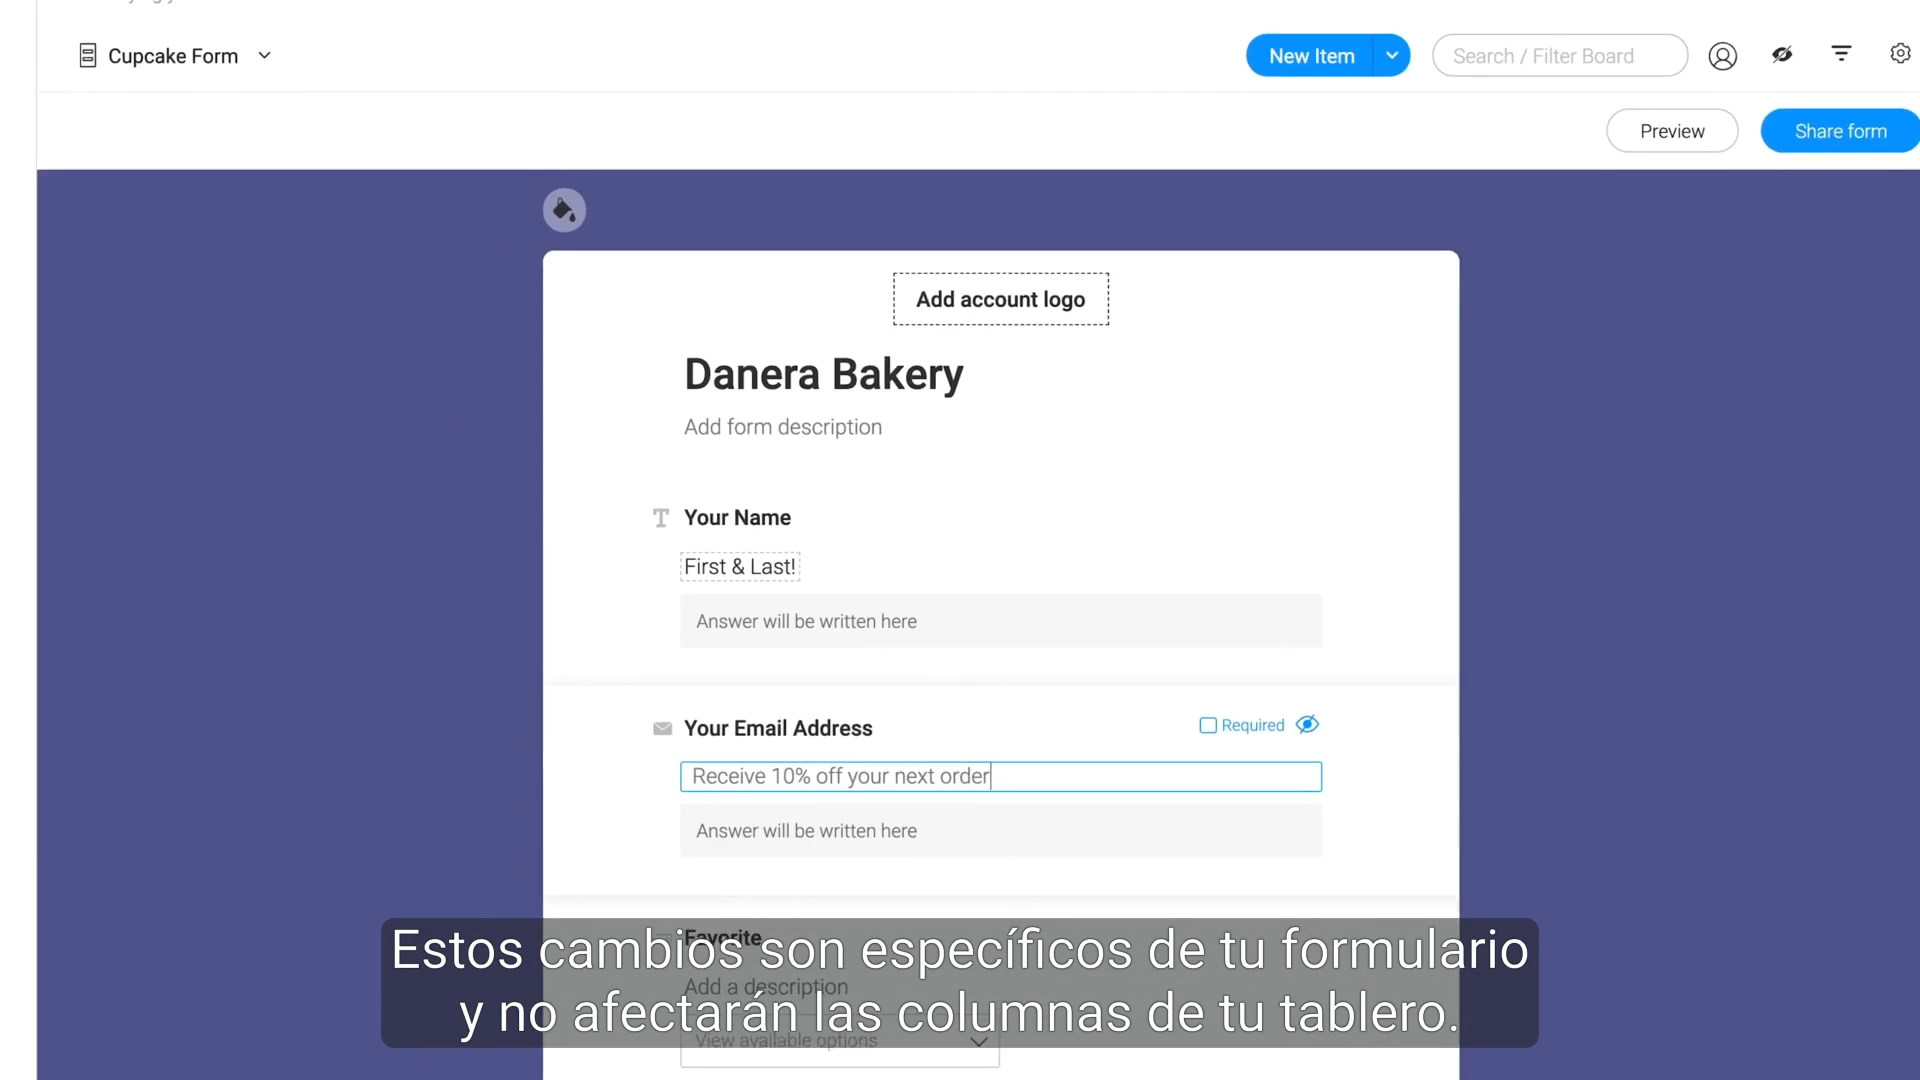 Cupcake Form
New Item
Search / Filter Board
Preview
Share form
Add account logo
Danera Bakery
Add form description
Your Name
First & Last!
Answer will be written here
Your Email Address
Required
Receive 10% off your next order
Answer will be written here
Favorite
Estos cambios son específicos de tu formulario
Add a description
y no afectarán las columnas de tu tablero.
View available options